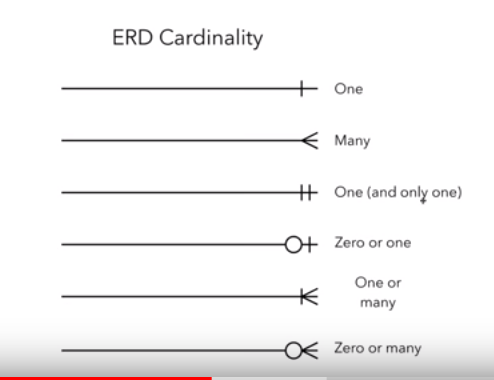 ERD Cardinality
One
Many
One (and only one)
Zero or one
One or
many
Zero or many